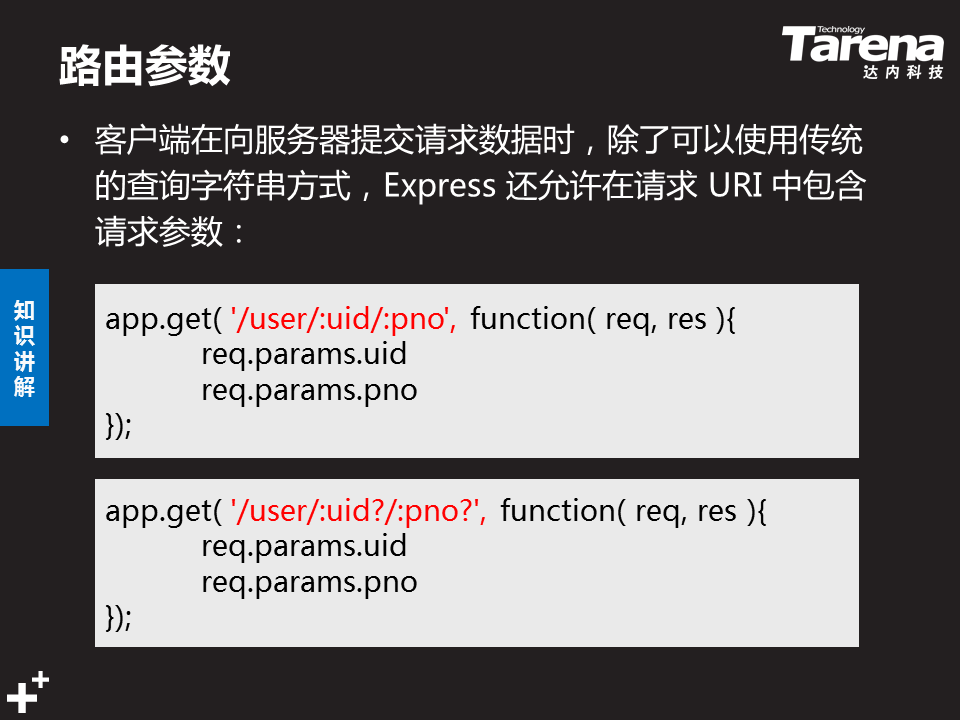 路由参数
Technology
Tarena
达内科技
• 客户端在向服务器提交请求数据时，除了可以使用传统
的查询字符串方式，Express 还允许在请求 URI 中包含
请求参数：
知识讲解
app.get( '/user/:uid/:pno', function( req, res ){
req.params.uid
req.params.pno
});
app.get( '/user/:uid?/:pno?', function( req, res ){
req.params.uid
req.params.pno
});